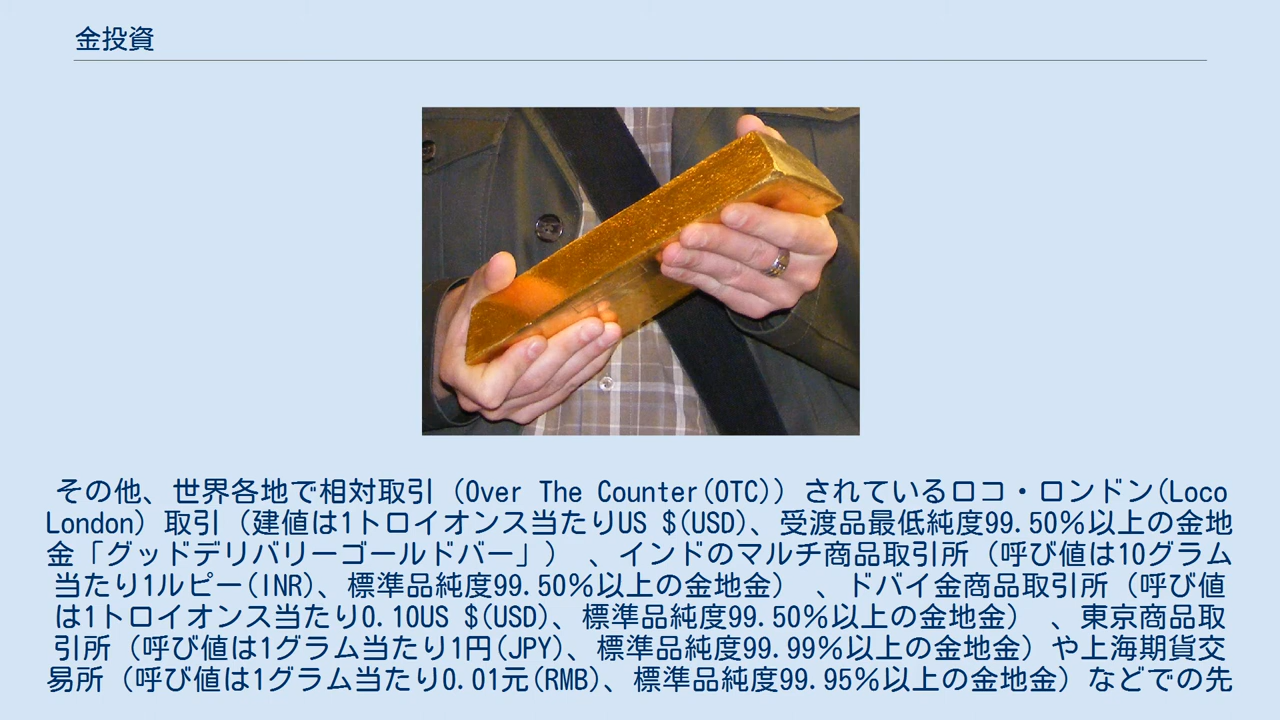 金投資
その他、世界各地で相対取引（Over The Counter(OTC)）されているロコ・ロンドン(Loco
London）取引（建値は1トロイオンス当たりUS $(USD)、受渡品最低純度99.50％以上の金地
金「グッドデリバリーゴールドバー」） 、インドのマルチ商品取引所（呼び値は10グラム
当たり1ルピー(INR)、標準品純度99.50％以上の金地金） 、ドバイ金商品取引所（呼び値
は1トロイオンス当たり0.10US $(USD)、標準品純度99.50％以上の金地金） 、東京商品取
引所（呼び値は1グラム当たり1円(JPY)、標準品純度99.99％以上の金地金）や上海期貨交
易所（呼び値は1グラム当たり0.01元(RMB)、標準品純度99.95％以上の金地金）などでの先